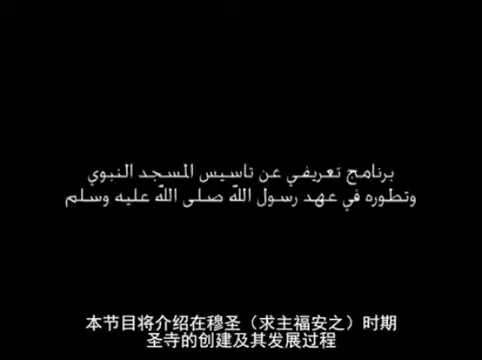 برنامج تعريفي عن تاسيس المسجد النبوي
وتطوره في عهد رسول الله صلى الله عليه وسلم
本节目将介绍在穆圣（求主福安之）时期
圣寺的创建及其发展过程